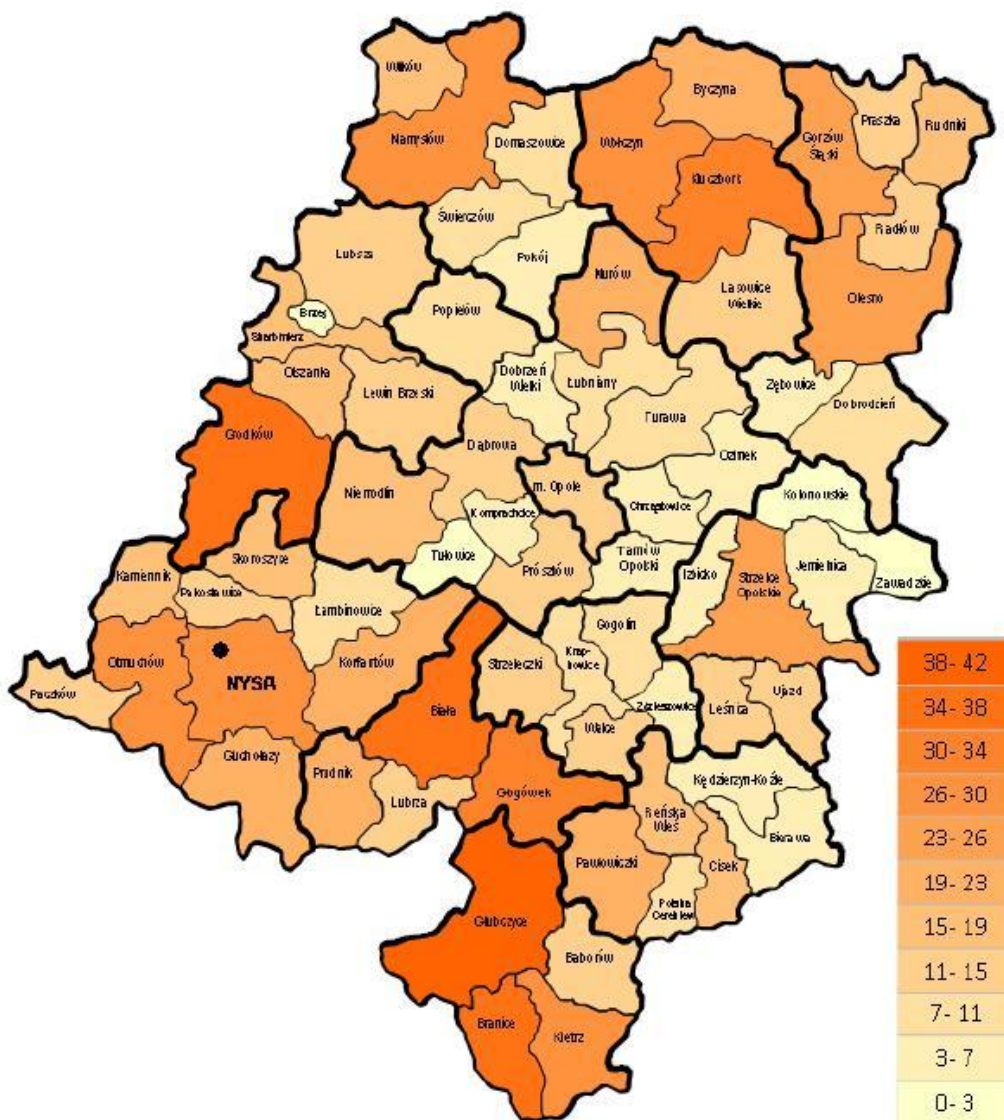 Wilków
Byczyna
Praszka
Rudniki
Namysłów
Domaszowice
Wołczyn
Gorzów
Śląski
Kluczbork
Świerczów
Radłów
Lubsza
Pokój
Murów
Lasowice
Wielkie
Olesno
Brzeg
Popielów
Skarbimierz
Olszanka
Lewin Brzeski
Dobrzeń
Wielki
Łubniany
Zębowice
Dobrodzień
Turawa
Grodków
Dąbrowa
Ozimek
Niemodlin
m. Opole
Kolonowskie
Komprachcice
Chrząstowice
Skoroszyce
Tułowice
Prószków
Tarnów
Opolski
Izbicko
Strzelce
Opolskie
Jemielnica
Zawadzkie
Kamiennik
Pakosławice
Łambinowice
Gogolin
Otmuchów
Korfantów
Strzeleczki
Krap-
kowice
NYSA
Paczków
Biała
Zdzieszowice
Leśnica
Ujazd
Walce
Głuchołazy
Prudnik
Lubrza
Głogówek
Kędzierzyn-Koźle
Reńska
Wieś
Bierawa
Pawłowiczki
Cisek
Polska
Cerekiew
Głubczyce
Baborów
Branice
Kietrz
38- 42
34- 38
30- 34
26- 30
23- 26
19- 23
15- 19
11- 15
7- 11
3- 7
0- 3